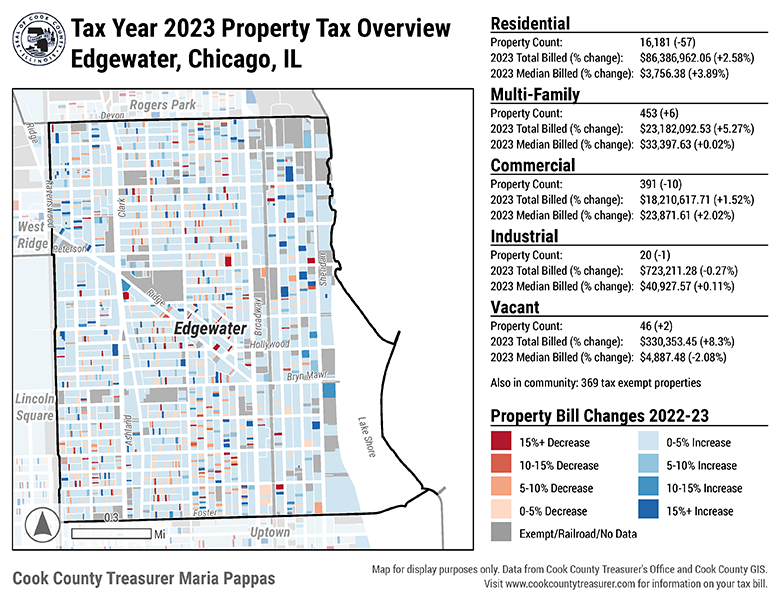 SEAL OF COOK COUNTY
ILLINOIS
Tax Year 2023 Property Tax Overview
Edgewater, Chicago, IL
Rogers Park
Devon
Ridge
Ravenswood
Clark
West
Ridge
Peterson
Sheridan
Ridge
Edgewater
Broadway
Hollywood
Bryn Mawr
Lincoln
Square
Ashland
Lake Shore
Foster
0.3
Mi
Uptown
Residential
Property Count: 16,181 (-57)
2023 Total Billed (% change): $86,386,962.06 (+2.58%)
2023 Median Billed (% change): $3,756.38 (+3.89%)
Multi-Family
Property Count: 453 (+6)
2023 Total Billed (% change): $23,182,092.53 (+5.27%)
2023 Median Billed (% change): $33,397.63 (+0.02%)
Commercial
Property Count: 391 (-10)
2023 Total Billed (% change): $18,210,617.71 (+1.52%)
2023 Median Billed (% change): $23,871.61 (+2.02%)
Industrial
Property Count: 20 (-1)
2023 Total Billed (% change): $723,211.28 (-0.27%)
2023 Median Billed (% change): $40,927.57 (+0.11%)
Vacant
Property Count: 46 (+2)
2023 Total Billed (% change): $330,353.45 (+8.3%)
2023 Median Billed (% change): $4,887.48 (-2.08%)
Also in community: 369 tax exempt properties
Property Bill Changes 2022-23
15%+ Decrease
0-5% Increase
10-15% Decrease
5-10% Increase
5-10% Decrease
10-15% Increase
0-5% Decrease
15%+ Increase
Exempt/Railroad/No Data
Cook County Treasurer Maria Pappas
Map for display purposes only. Data from Cook County Treasurer's Office and Cook County GIS.
Visit www.cookcountytreasurer.com for information on your tax bill.